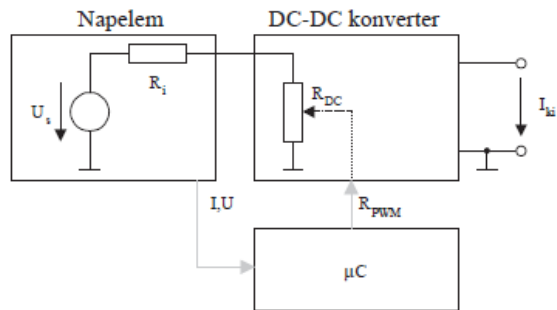 Napelem
DC-DC konverter
R_i
U_s
R_DC
I_ki
I,U
R_PWM
μC